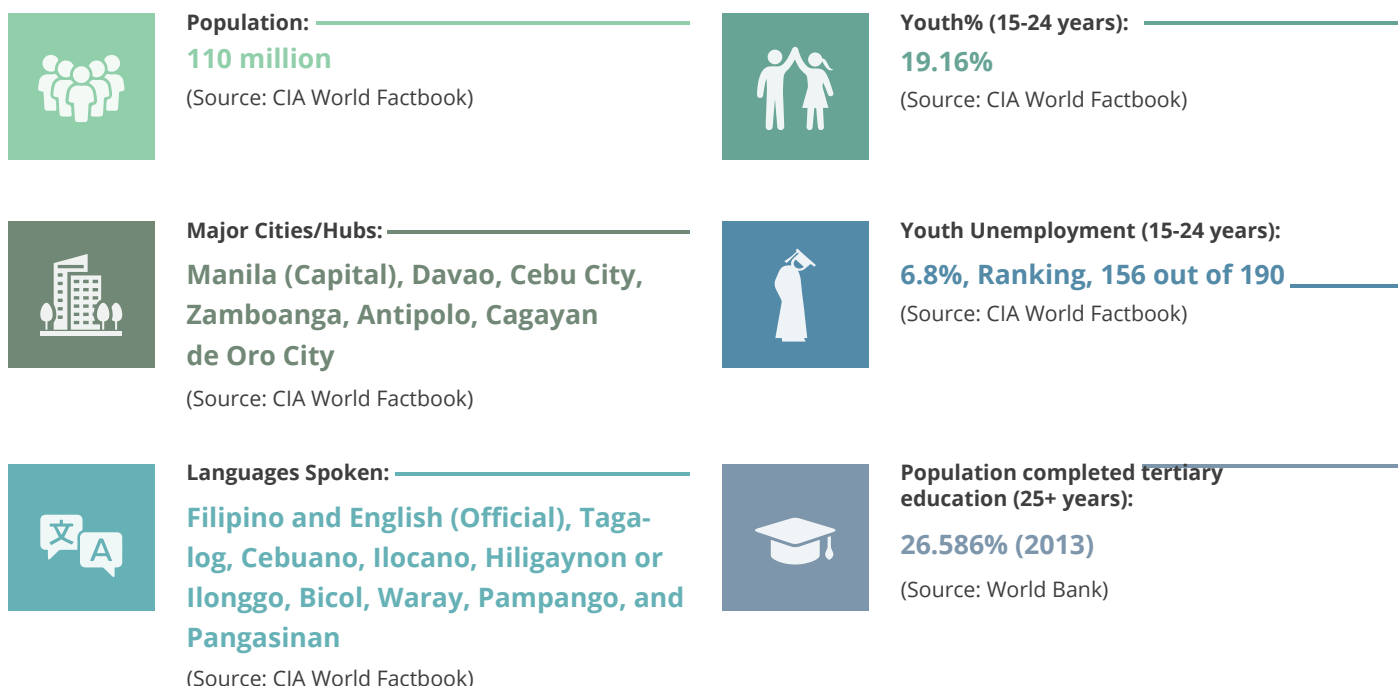 Population:
110 million
(Source: CIA World Factbook)
Youth% (15-24 years):
19.16%
(Source: CIA World Factbook)
Major Cities/Hubs:
Manila (Capital), Davao, Cebu City,
Zamboanga, Antipolo, Cagayan
de Oro City
(Source: CIA World Factbook)
Youth Unemployment (15-24 years):
6.8%, Ranking, 156 out of 190
(Source: CIA World Factbook)
Languages Spoken:
Filipino and English (Official), Taga-
log, Cebuano, Ilocano, Hiligaynon or
Ilonggo, Bicol, Waray, Pampango, and
Pangasinan
(Source: CIA World Factbook)
文
A
Population completed tertiary
education (25+ years):
26.586% (2013)
(Source: World Bank)